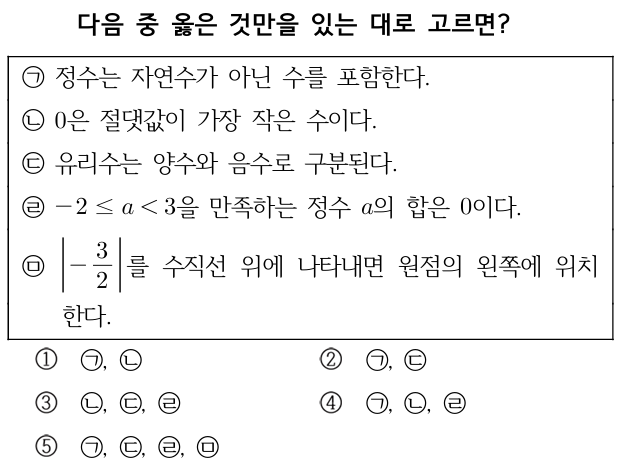 다음 중 옳은 것만을 있는 대로 고르면?
㉠ 정수는 자연수가 아닌 수를 포함한다.
㉡ 0은 절댓값이 가장 작은 수이다.
㉢ 유리수는 양수와 음수로 구분된다.
㉣ −2 ≤ a < 3을 만족하는 정수 a의 합은 0이다.
㉤ |−3/2|를 수직선 위에 나타내면 원점의 왼쪽에 위치
한다.
① ㉠, ㉡ ② ㉠, ㉢
③ ㉡, ㉢, ㉣ ④ ㉠, ㉡, ㉣
⑤ ㉠, ㉢, ㉣, ㉤